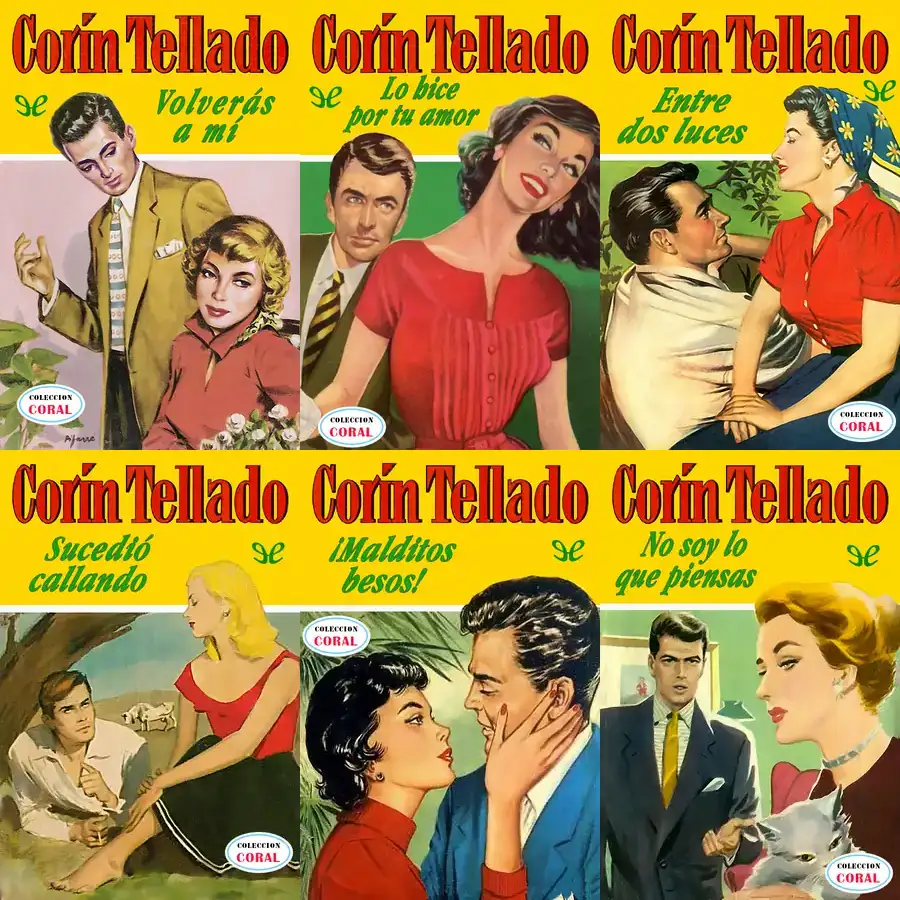 Corín Tellado
Volverás
a mí
COLECCION
CORAL
Pifarré
Corín Tellado
Lo hice
por tu amor
COLECCION
CORAL
Corín Tellado
Entre
dos luces
COLECCION
CORAL
Corín Tellado
Sucedió
callando
COLECCION
CORAL
Corín Tellado
¡Malditos
besos!
COLECCION
CORAL
Corín Tellado
No soy lo
que piensas
COLECCION
CORAL